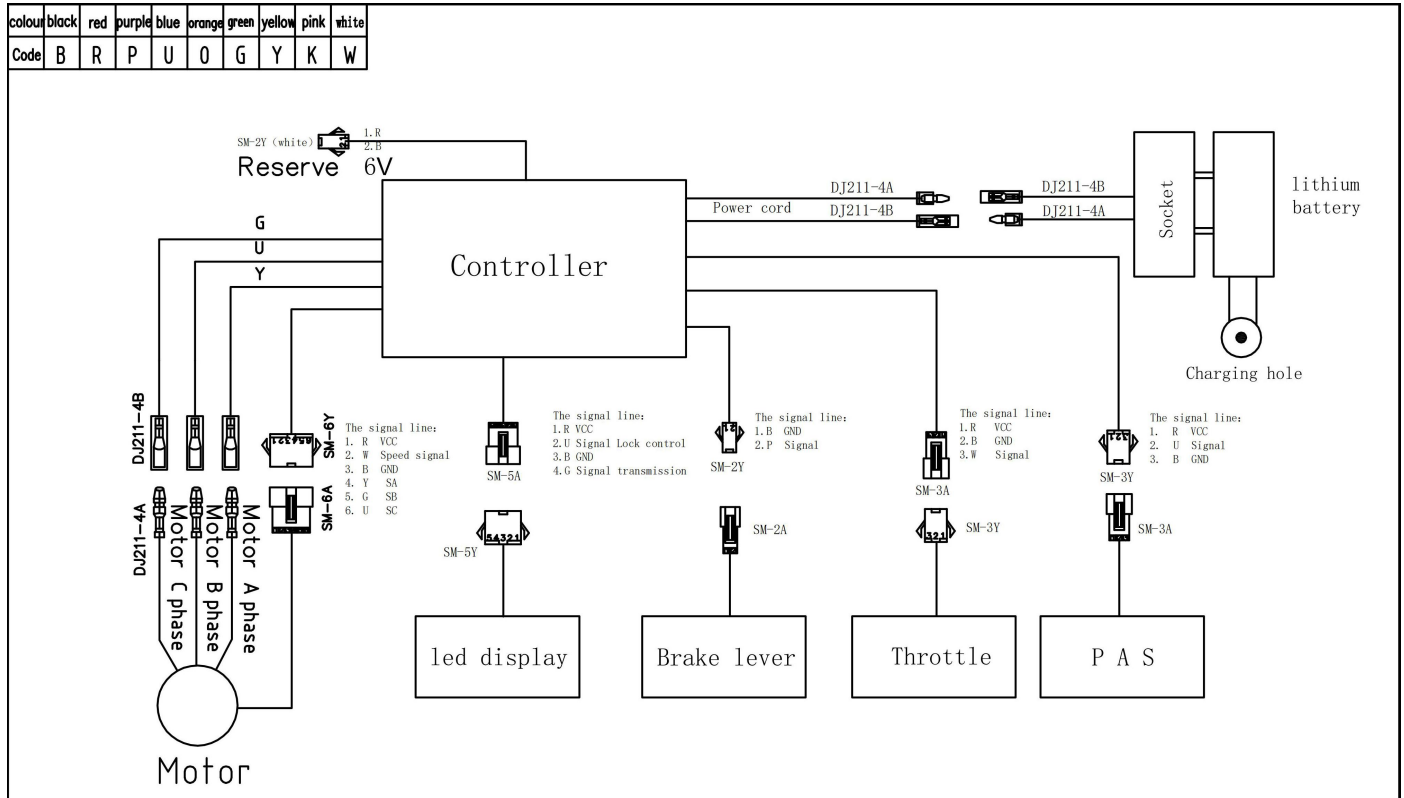 colour black red purple blue orange green yellow pink white
Code B R P U O G Y K W
SM-2Y (white)
21
1.R
2.B
Reserve 6V
G
U
Y
Controller
DJ211-4A
Power cord
DJ211-4B
DJ211-4B
DJ211-4A
Socket
lithium
battery
Charging hole
DJ211-4B
DJ211-4A
SM-6Y
SM-6A
654321
The signal line:
1. R VCC
2. W Speed signal
3. B GND
4. Y SA
5. G SB
6. U SC
Motor C phase
Motor B phase
Motor A phase
Motor
The signal line:
1.R VCC
2.U Signal Lock control
3.B GND
4.G Signal transmission
SM-5A
SM-5Y
54321
led display
The signal line:
1.B GND
2.P Signal
21
SM-2Y
SM-2A
Brake lever
The signal line:
1.R VCC
2.B GND
3.W Signal
SM-3A
SM-3Y
321
Throttle
The signal line:
1. R VCC
2. U Signal
3. B GND
321
SM-3Y
SM-3A
P A S